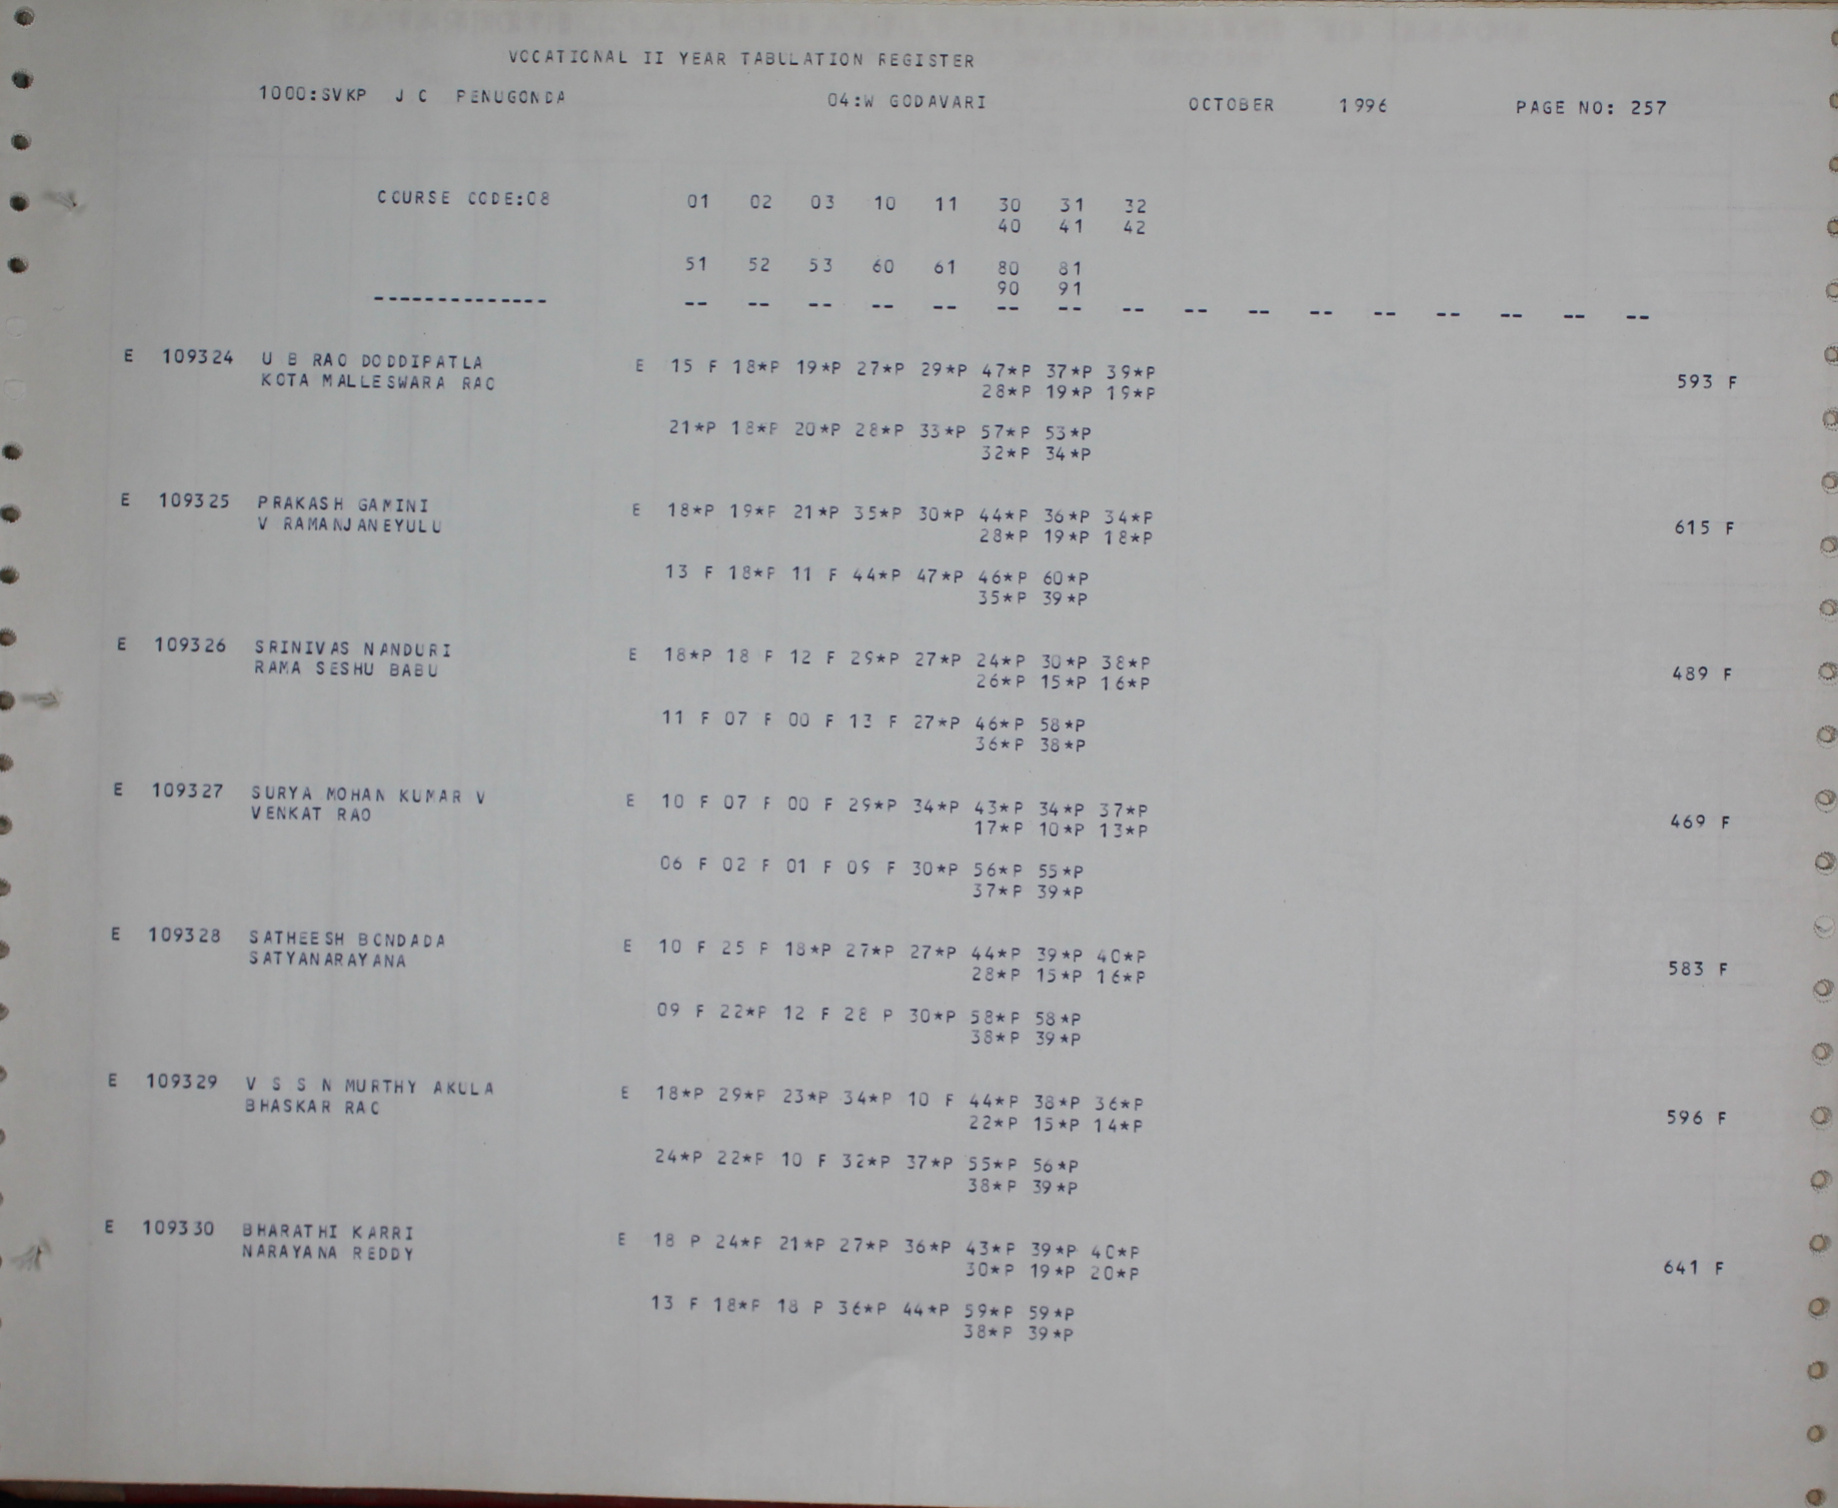 VOCATIONAL II YEAR TABULATION REGISTER
1000:SVKP J C PENUGONDA 04:W GODAVARI OCTOBER 1996 PAGE NO: 257
COURSE CODE:08 01 02 03 10 11 30 31 32
40 41 42
51 52 53 60 61 80 81
90 91
-------------- -- -- -- -- -- -- -- -- -- -- -- -- -- -- -- --
E 109324 U B RAO DODDIPATLA E 15 F 18*P 19*P 27*P 29*P 47*P 37*P 39*P
KOTA MALLESWARA RAO 28*P 19*P 19*P 593 F
21*P 18*P 20*P 28*P 33*P 57*P 53*P
32*P 34*P
E 109325 PRAKASH GAMINI E 18*P 19*P 21*P 35*P 30*P 44*P 36*P 34*P
V RAMANJANEYULU 28*P 19*P 18*P 615 F
13 F 18*P 11 F 44*P 47*P 46*P 60*P
35*P 39*P
E 109326 SRINIVAS NANDURI E 18*P 18 F 12 F 29*P 27*P 24*P 30*P 38*P
RAMA SESHU BABU 26*P 15*P 16*P 489 F
11 F 07 F 00 F 13 F 27*P 46*P 58*P
36*P 38*P
E 109327 SURYA MOHAN KUMAR V E 10 F 07 F 00 F 29*P 34*P 43*P 34*P 37*P
VENKAT RAO 17*P 10*P 13*P 469 F
06 F 02 F 01 F 09 F 30*P 56*P 55*P
37*P 39*P
E 109328 SATHEESH BONDADA E 10 F 25 P 18*P 27*P 27*P 44*P 39*P 40*P
SATYANARAYANA 28*P 15*P 16*P 583 F
09 F 22*P 12 F 28 P 30*P 58*P 58*P
38*P 39*P
E 109329 V S S N MURTHY AKULA E 18*P 29*P 23*P 34*P 10 F 44*P 38*P 36*P
BHASKAR RAO 22*P 15*P 14*P 596 F
24*P 22*P 10 F 32*P 37*P 55*P 56*P
38*P 39*P
E 109330 BHARATHI KARRI E 18 P 24*P 21*P 27*P 36*P 43*P 39*P 40*P
NARAYANA REDDY 30*P 19*P 20*P 641 F
13 F 18*P 18 P 36*P 44*P 59*P 59*P
38*P 39*P